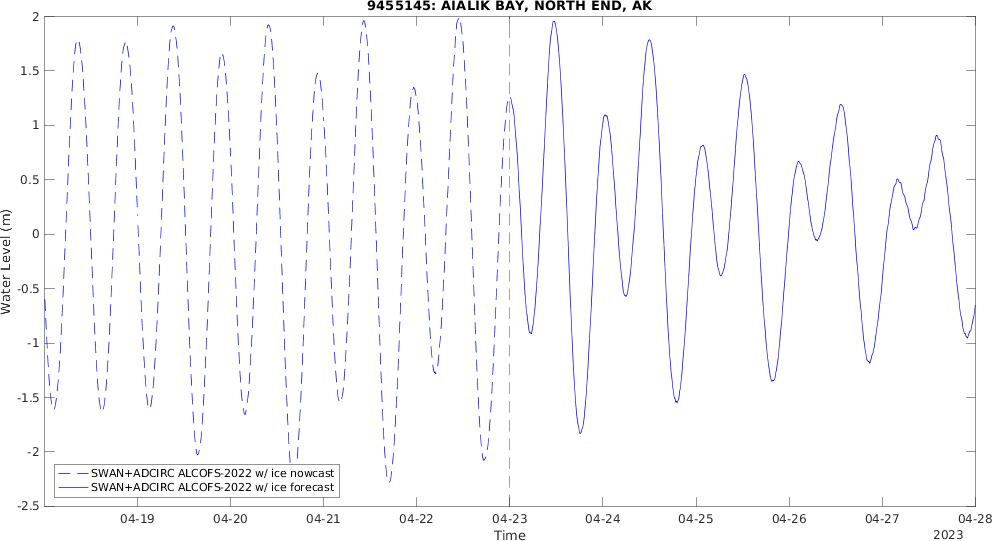 9455145: AIALIK BAY, NORTH END, AK
2
1.5
1
0.5
0
-0.5
-1
-1.5
-2
-2.5
Water Level (m)
SWAN+ADCIRC ALCOFS-2022 w/ ice nowcast
SWAN+ADCIRC ALCOFS-2022 w/ ice forecast
04-19 04-20 04-21 04-22 04-23 04-24 04-25 04-26 04-27 04-28
Time
2023